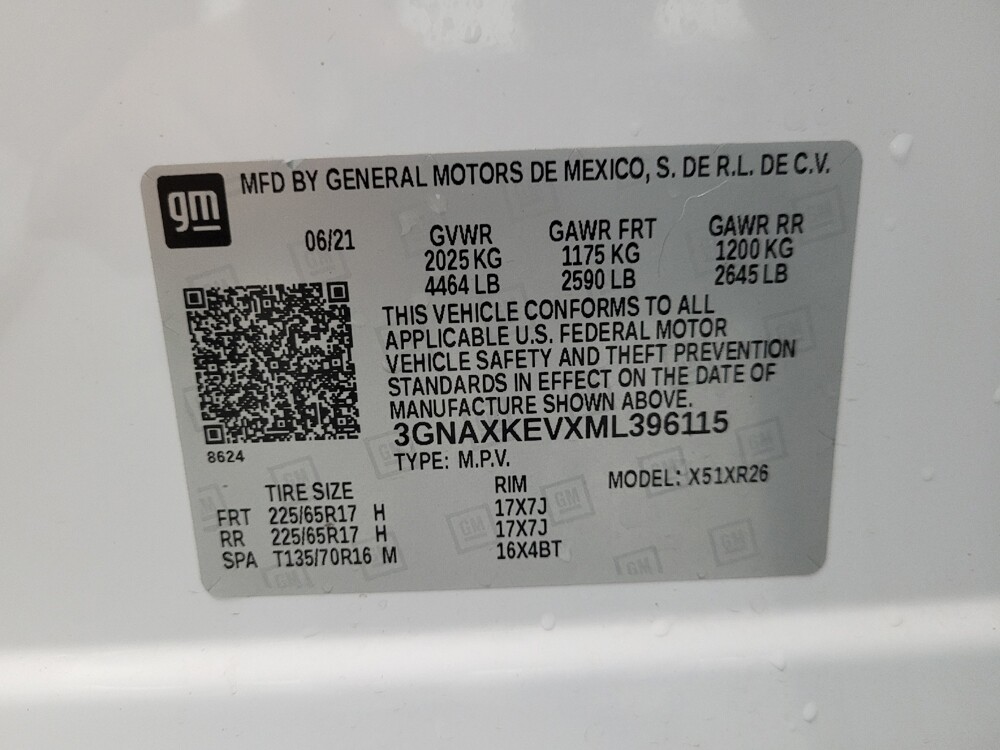 gm
MFD BY GENERAL MOTORS DE MEXICO, S. DE R.L. DE C.V.
06/21 GVWR GAWR FRT GAWR RR
2025 KG 1175 KG 1200 KG
4464 LB 2590 LB 2645 LB
THIS VEHICLE CONFORMS TO ALL
APPLICABLE U.S. FEDERAL MOTOR
VEHICLE SAFETY AND THEFT PREVENTION
STANDARDS IN EFFECT ON THE DATE OF
MANUFACTURE SHOWN ABOVE.
3GNAXKEVXML396115
8624
TYPE: M.P.V. MODEL: X51XR26
TIRE SIZE RIM
FRT 225/65R17 H 17X7J
RR 225/65R17 H 17X7J
SPA T135/70R16 M 16X4BT